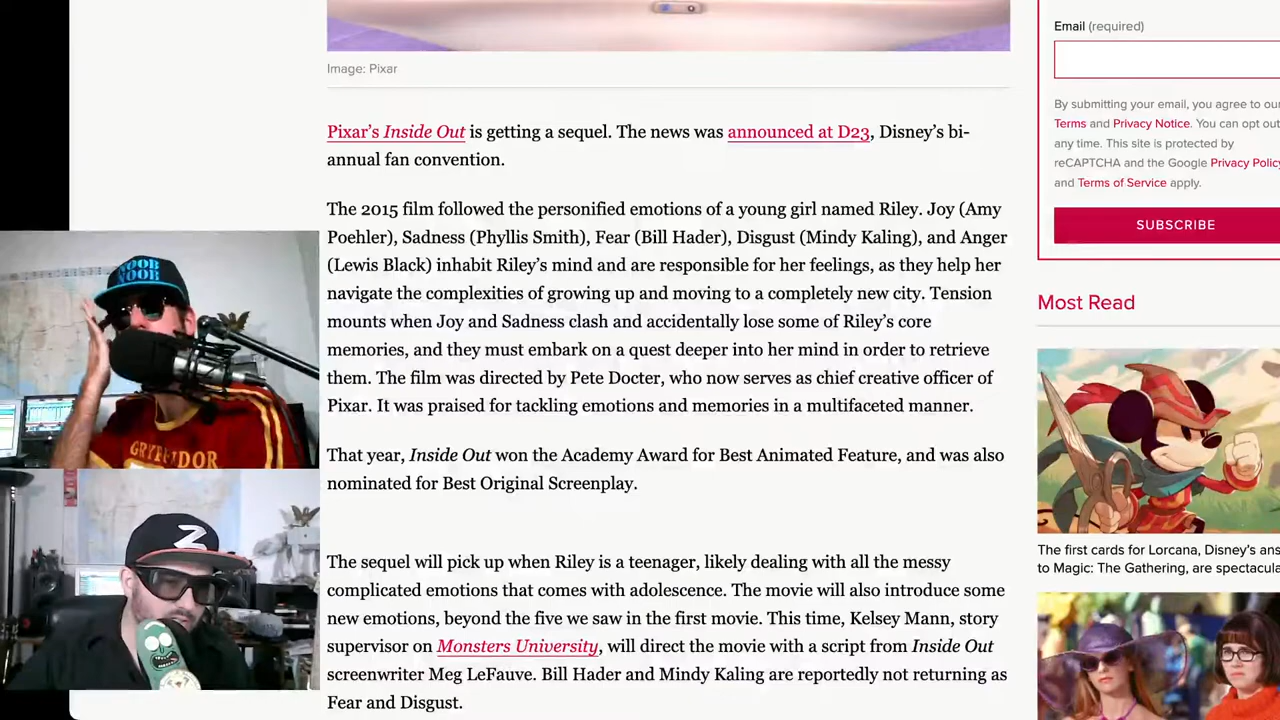 Image: Pixar
Pixar's Inside Out is getting a sequel. The news was announced at D23, Disney's bi-
annual fan convention.
The 2015 film followed the personified emotions of a young girl named Riley. Joy (Amy
Poehler), Sadness (Phyllis Smith), Fear (Bill Hader), Disgust (Mindy Kaling), and Anger
(Lewis Black) inhabit Riley's mind and are responsible for her feelings, as they help her
navigate the complexities of growing up and moving to a completely new city. Tension
mounts when Joy and Sadness clash and accidentally lose some of Riley's core
memories, and they must embark on a quest deeper into her mind in order to retrieve
them. The film was directed by Pete Docter, who now serves as chief creative officer of
Pixar. It was praised for tackling emotions and memories in a multifaceted manner.
That year, Inside Out won the Academy Award for Best Animated Feature, and was also
nominated for Best Original Screenplay.
The sequel will pick up when Riley is a teenager, likely dealing with all the messy
complicated emotions that comes with adolescence. The movie will also introduce some
new emotions, beyond the five we saw in the first movie. This time, Kelsey Mann, story
supervisor on Monsters University, will direct the movie with a script from Inside Out
screenwriter Meg LeFauve. Bill Hader and Mindy Kaling are reportedly not returning as
Fear and Disgust.
Email (required)
By submitting your email, you agree to our
Terms and Privacy Notice. You can opt out
any time. This site is protected by
reCAPTCHA and the Google Privacy Policy
and Terms of Service apply.
SUBSCRIBE
Most Read
The first cards for Lorcana, Disney's ans
to Magic: The Gathering, are spectacula
NOOB
NOOB
GRYFFINDOR
Z